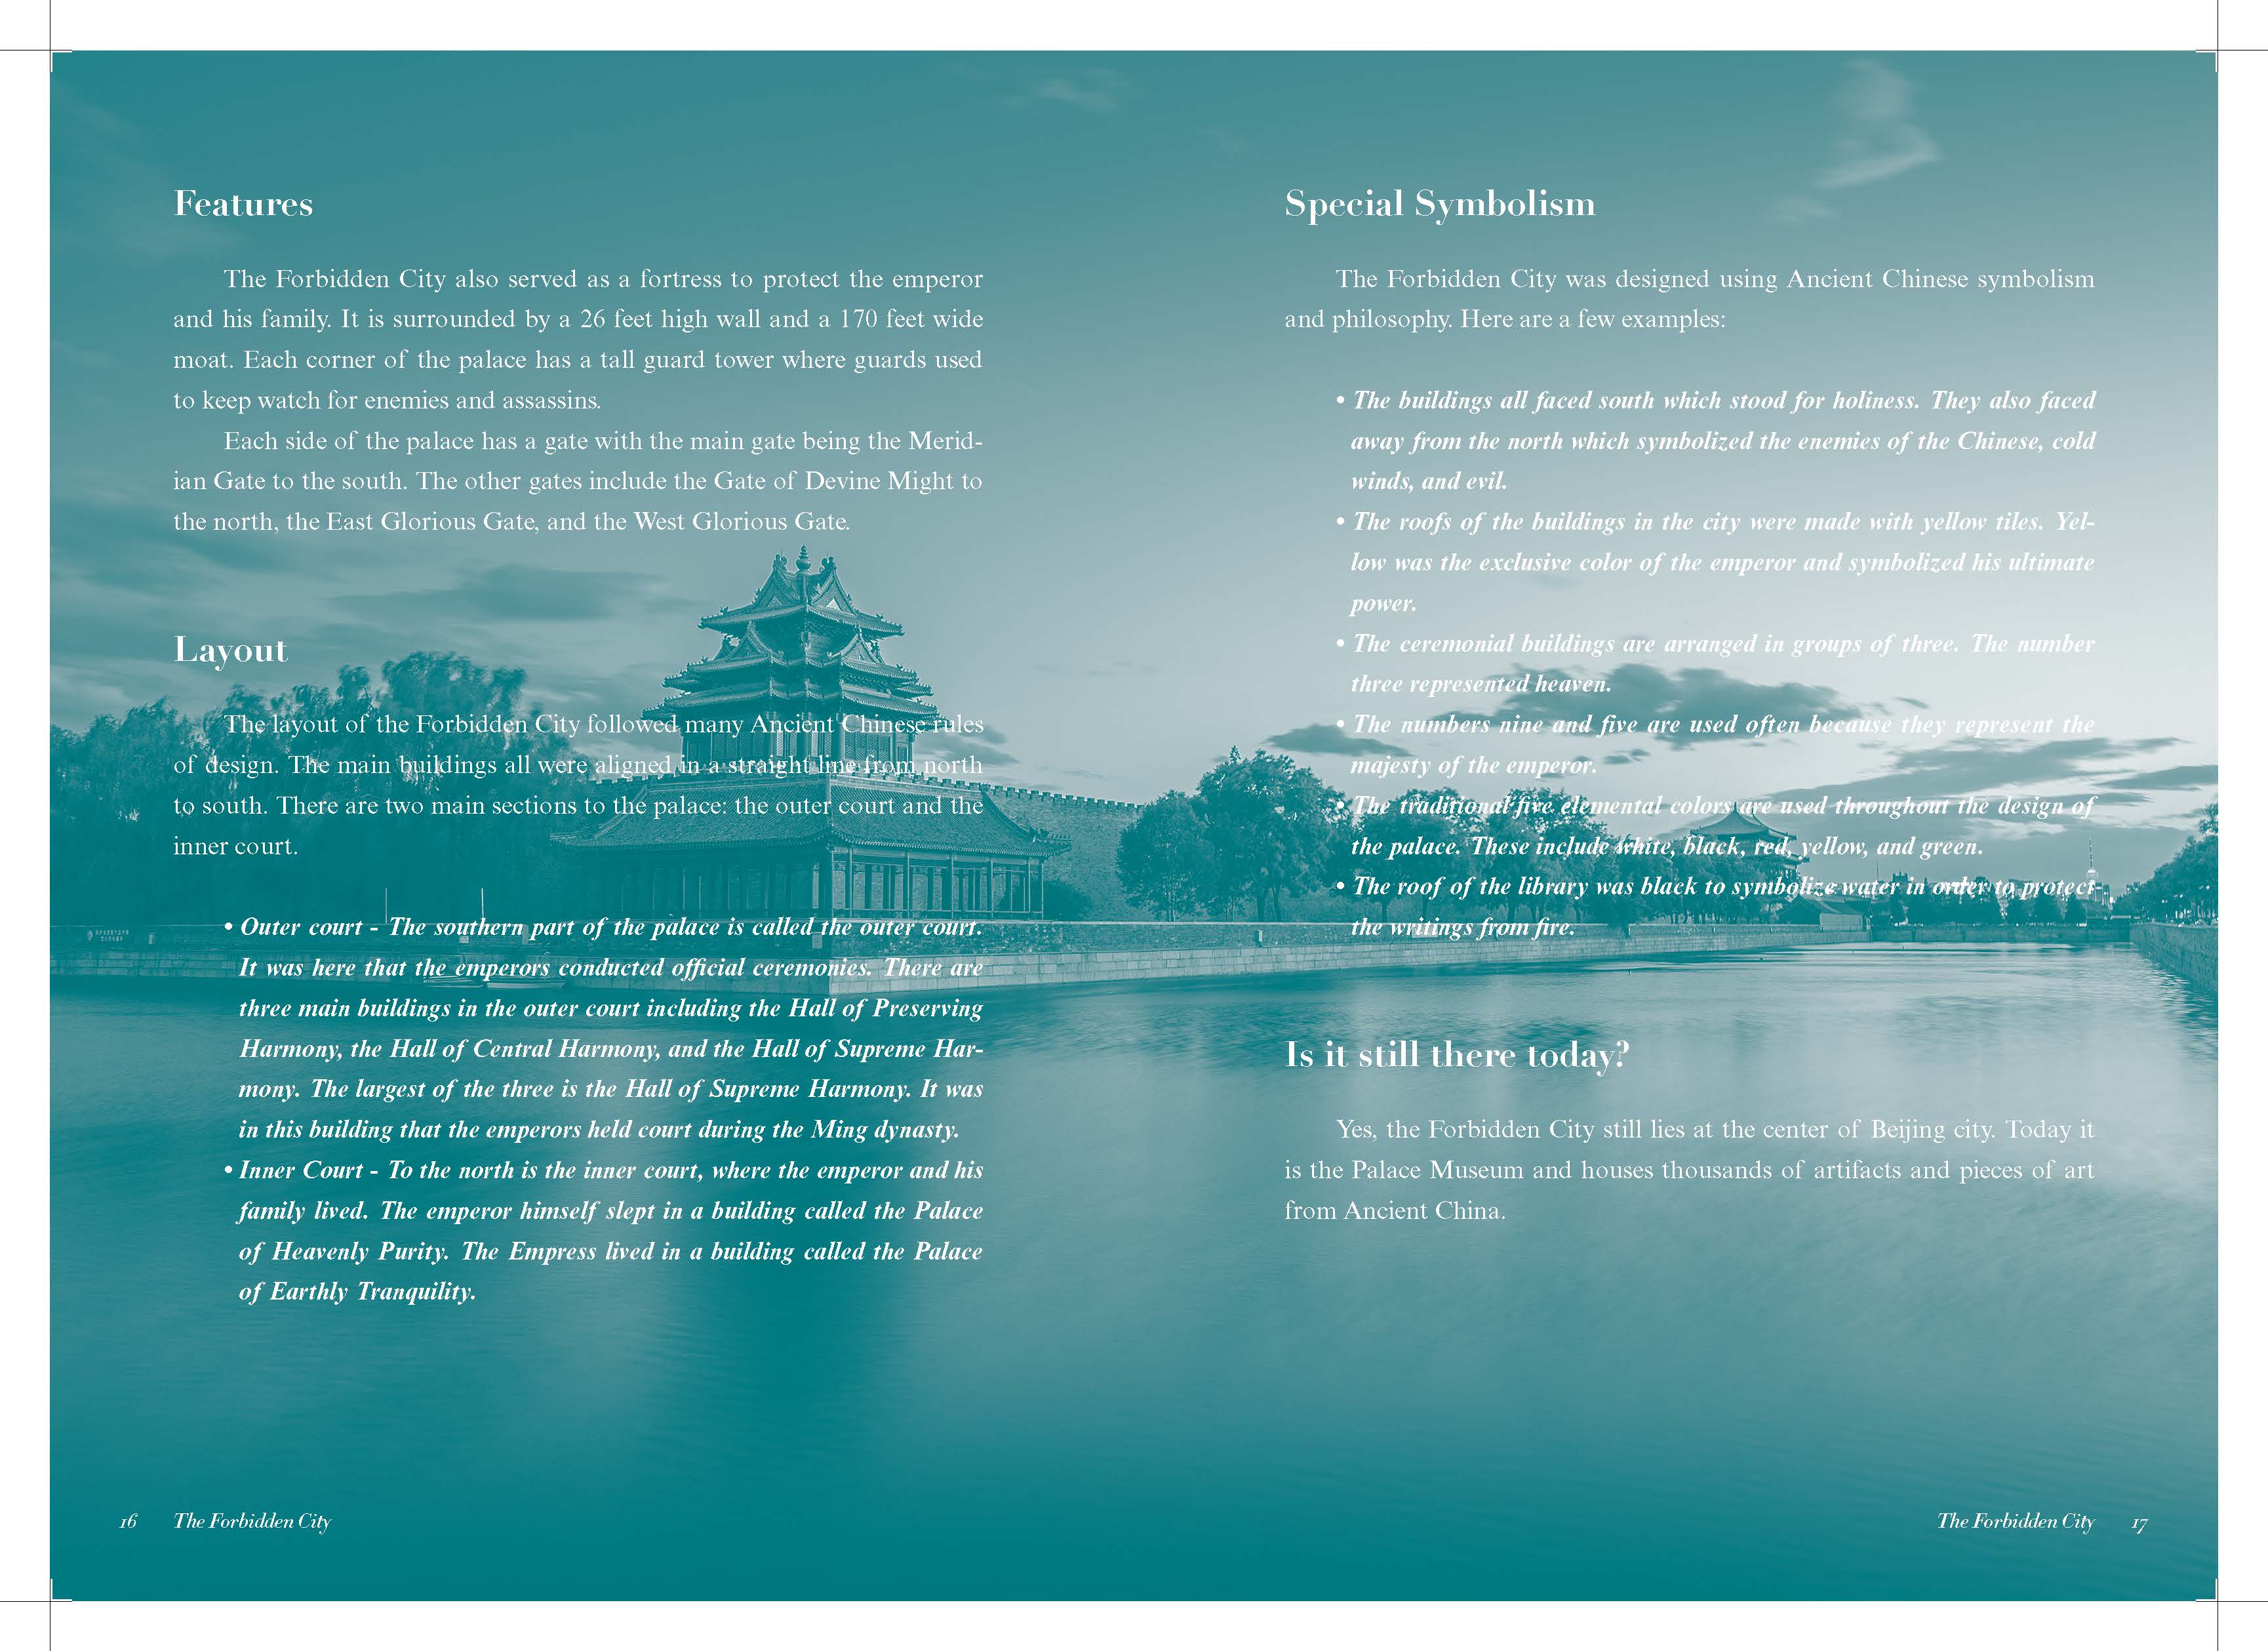 Features
The Forbidden City also served as a fortress to protect the emperor
and his family. It is surrounded by a 26 feet high wall and a 170 feet wide
moat. Each corner of the palace has a tall guard tower where guards used
to keep watch for enemies and assassins.
Each side of the palace has a gate with the main gate being the Merid-
ian Gate to the south. The other gates include the Gate of Devine Might to
the north, the East Glorious Gate, and the West Glorious Gate.
Layout
The layout of the Forbidden City followed many Ancient Chinese rules
of design. The main buildings all were aligned in a straight line from north
to south. There are two main sections to the palace: the outer court and the
inner court.
• Outer court - The southern part of the palace is called the outer court.
It was here that the emperors conducted official ceremonies. There are
three main buildings in the outer court including the Hall of Preserving
Harmony, the Hall of Central Harmony, and the Hall of Supreme Har-
mony. The largest of the three is the Hall of Supreme Harmony. It was
in this building that the emperors held court during the Ming dynasty.
• Inner Court - To the north is the inner court, where the emperor and his
family lived. The emperor himself slept in a building called the Palace
of Heavenly Purity. The Empress lived in a building called the Palace
of Earthly Tranquility.
16 The Forbidden City
Special Symbolism
The Forbidden City was designed using Ancient Chinese symbolism
and philosophy. Here are a few examples:
• The buildings all faced south which stood for holiness. They also faced
away from the north which symbolized the enemies of the Chinese, cold
winds, and evil.
• The roofs of the buildings in the city were made with yellow tiles. Yel-
low was the exclusive color of the emperor and symbolized his ultimate
power.
• The ceremonial buildings are arranged in groups of three. The number
three represented heaven.
• The numbers nine and five are used often because they represent the
majesty of the emperor.
• The traditional five elemental colors are used throughout the design of
the palace. These include white, black, red, yellow, and green.
• The roof of the library was black to symbolize water in order to protect
the writings from fire.
Is it still there today?
Yes, the Forbidden City still lies at the center of Beijing city. Today it
is the Palace Museum and houses thousands of artifacts and pieces of art
from Ancient China.
The Forbidden City 17